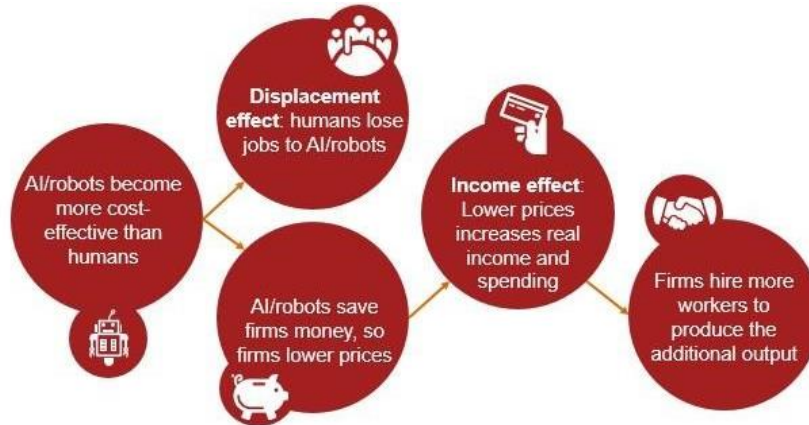 AI/robots become
more cost-
effective than
humans
Displacement
effect: humans lose
jobs to AI/robots
AI/robots save
firms money, so
firms lower prices
Income effect:
Lower prices
increases real
income and
spending
Firms hire more
workers to
produce the
additional output